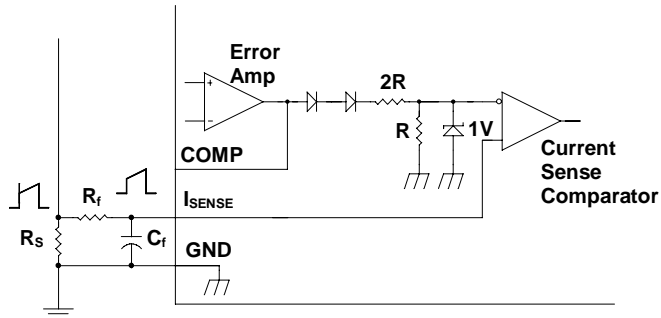 Error
Amp
2R
R
1V
COMP
Current
Sense
Comparator
Rf
ISENSE
RS
Cf
GND